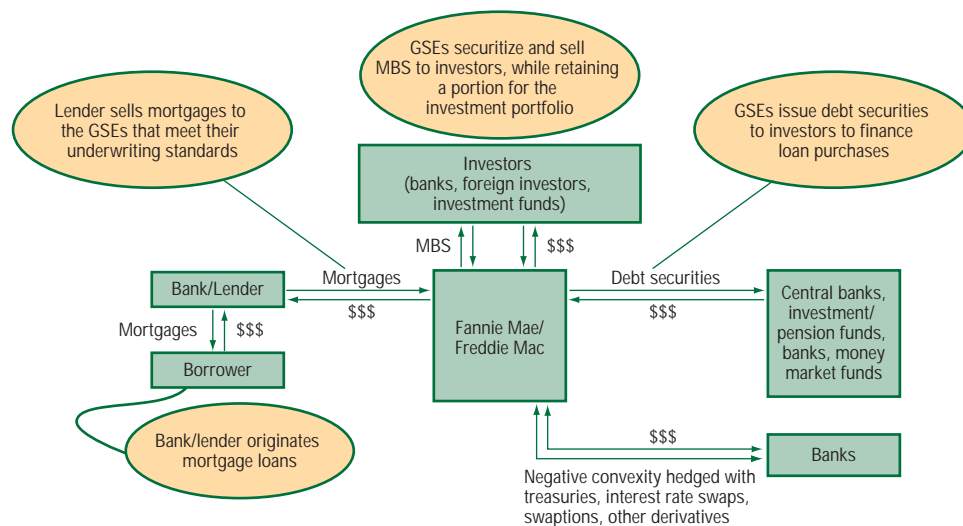 GSEs securitize and sell
MBS to investors, while retaining
a portion for the
investment portfolio
Lender sells mortgages to
the GSEs that meet their
underwriting standards
GSEs issue debt securities
to investors to finance
loan purchases
Investors
(banks, foreign investors,
investment funds)
MBS
$$$
Bank/Lender
Mortgages
$$$
Mortgages
$$$
Borrower
Bank/lender originates
mortgage loans
Fannie Mae/
Freddie Mac
Debt securities
$$$
Central banks,
investment/
pension funds,
banks, money
market funds
$$$
Banks
Negative convexity hedged with
treasuries, interest rate swaps,
swaptions, other derivatives